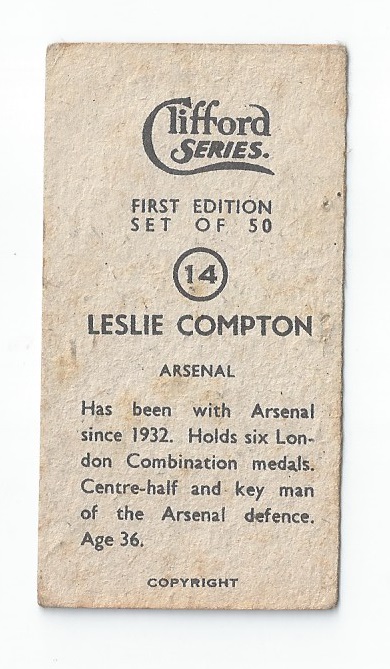 Clifford
SERIES.
FIRST EDITION
SET OF 50
14
LESLIE COMPTON
ARSENAL
Has been with Arsenal
since 1932. Holds six Lon-
don Combination medals.
Centre-half and key man
of the Arsenal defence.
Age 36.
COPYRIGHT